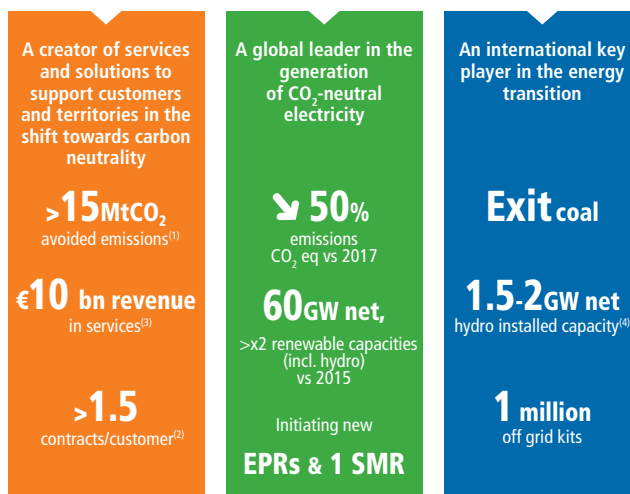 A creator of services
and solutions to
support customers
and territories in the
shift towards carbon
neutrality
>15MtCO₂
avoided emissions⁽¹⁾
€10 bn revenue
in services⁽³⁾
>1.5
contracts/customer⁽²⁾
A global leader in the
generation
of CO₂-neutral
electricity
50%
emissions
CO₂ eq vs 2017
60GW net,
>x2 renewable capacities
(incl. hydro)
vs 2015
Initiating new
EPRs & 1 SMR
An international key
player in the energy
transition
Exit coal
1.5-2GW net
hydro installed capacity⁽⁴⁾
1 million
off grid kits